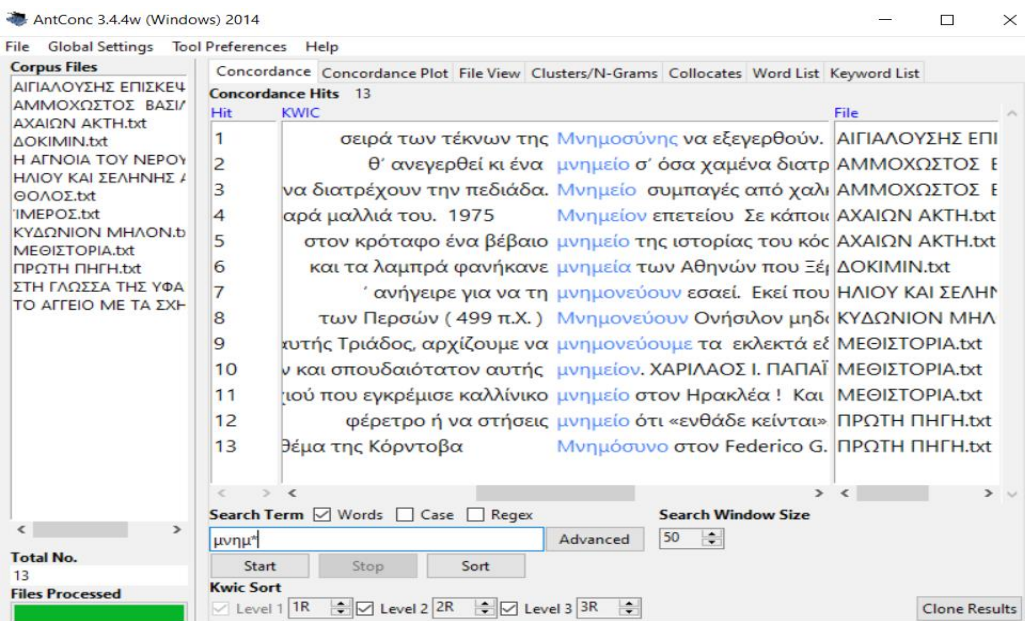 AntConc 3.4.4w (Windows) 2014
File Global Settings Tool Preferences Help
Corpus Files
ΑΙΓΙΑΛΟΥΣΗΣ ΕΠΙΣΚΕΨ
ΑΜΜΟΧΩΣΤΟΣ ΒΑΣΙΛ
ΑΧΑΙΩΝ ΑΚΤΗ.txt
ΔΟΚΙΜΙΝ.txt
Η ΑΓΝΟΙΑ ΤΟΥ ΝΕΡΟΥ
ΗΛΙΟΥ ΚΑΙ ΣΕΛΗΝΗΣ Α
ΘΟΛΟΣ.txt
ΊΜΕΡΟΣ.txt
ΚΥΔΩΝΙΟΝ ΜΗΛΟΝ.t
ΜΕΘΙΣΤΟΡΙΑ.txt
ΠΡΩΤΗ ΠΗΓΗ.txt
ΣΤΗ ΓΛΩΣΣΑ ΤΗΣ ΥΦΑ
ΤΟ ΑΓΓΕΙΟ ΜΕ ΤΑ ΣΧΗ
Total No.
13
Files Processed
Concordance Concordance Plot File View Clusters/N-Grams Collocates Word List Keyword List
Concordance Hits 13
Hit KWIC File
1 σειρά των τέκνων της Μνημοσύνης να εξεγερθούν. ΑΙΓΙΑΛΟΥΣΗΣ ΕΠΙ
2 θ΄ ανεγερθεί κι ένα μνημείο σ΄ όσα χαμένα διατρ ΑΜΜΟΧΩΣΤΟΣ Β
3 να διατρέχουν την πεδιάδα. Μνημείο συμπαγές από χαλκ ΑΜΜΟΧΩΣΤΟΣ Β
4 αρά μαλλιά του. 1975 Μνημείον επετείου Σε κάποιο ΑΧΑΙΩΝ ΑΚΤΗ.txt
5 στον κρόταφο ένα βέβαιο μνημείο της ιστορίας του κόσ ΑΧΑΙΩΝ ΑΚΤΗ.txt
6 και τα λαμπρά φανήκανε μνημεία των Αθηνών που Ξέρ ΔΟΚΙΜΙΝ.txt
7 ΄ ανήγειρε για να τη μνημονεύουν εσαεί. Εκεί που ΗΛΙΟΥ ΚΑΙ ΣΕΛΗΝ
8 των Περσών ( 499 π.Χ. ) Μνημονεύουν Ονήσιλον μηδ ΚΥΔΩΝΙΟΝ ΜΗΛ
9 αυτής Τριάδος, αρχίζουμε να μνημονεύουμε τα εκλεκτά εξ ΜΕΘΙΣΤΟΡΙΑ.txt
10 ν και σπουδαιότατον αυτής μνημείον. ΧΑΡΙΛΑΟΣ Ι. ΠΑΠΑΪ ΜΕΘΙΣΤΟΡΙΑ.txt
11 ιού που εγκρέμισε καλλίνικο μνημείο στον Ηρακλέα ! Και ΜΕΘΙΣΤΟΡΙΑ.txt
12 φέρετρο ή να στήσεις μνημείο ότι «ενθάδε κείνται» ΠΡΩΤΗ ΠΗΓΗ.txt
13 θέμα της Κόρντοβα Μνημόσυνο στον Federico G. ΠΡΩΤΗ ΠΗΓΗ.txt
Search Term Words Case Regex Search Window Size
μνημ* Advanced 50
Start Stop Sort
Kwic Sort
Level 1 1R Level 2 2R Level 3 3R Clone Results